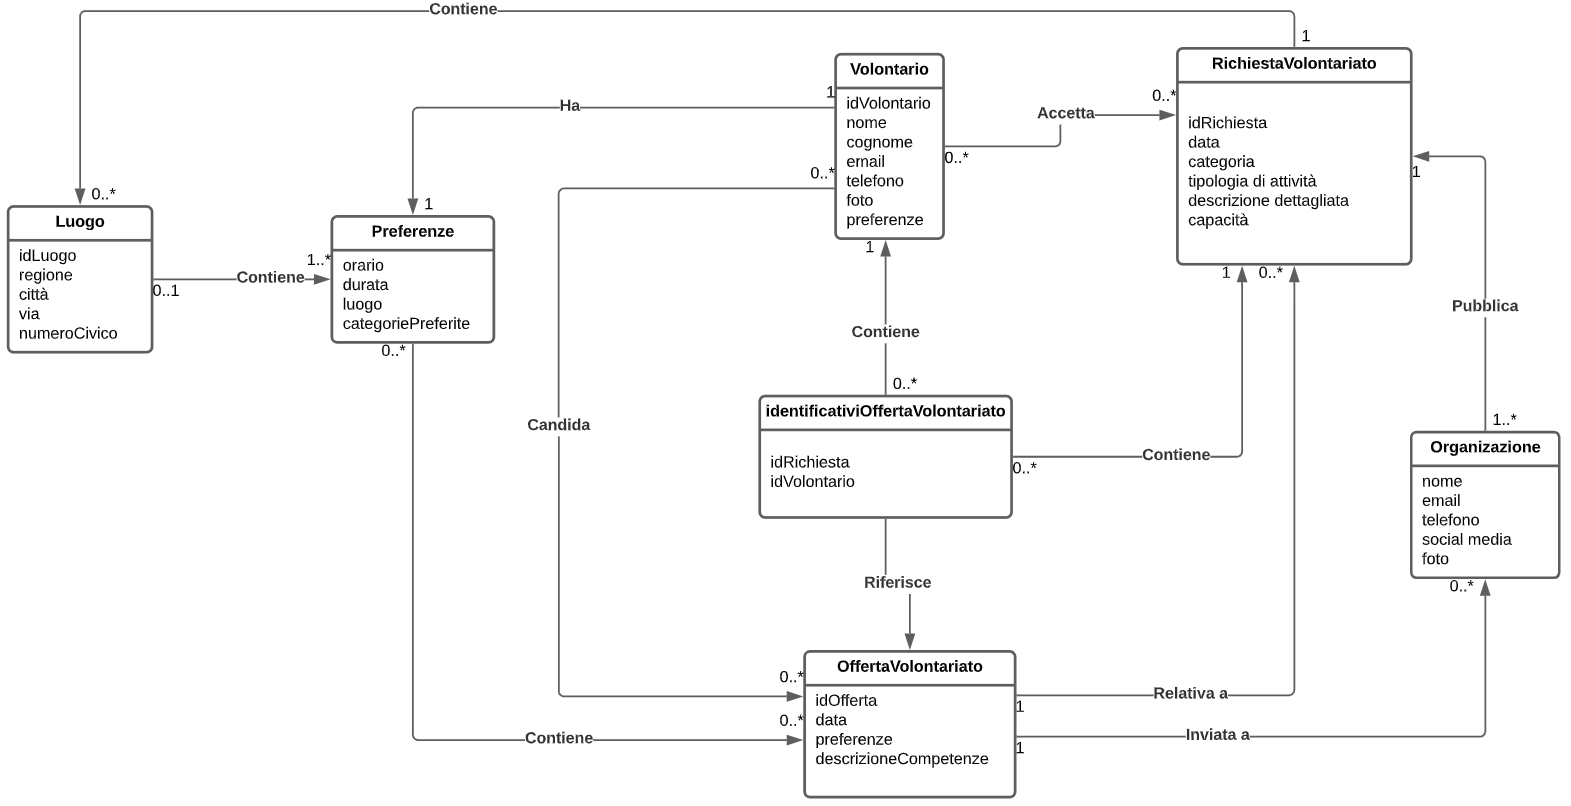 Contiene
1
RichiestaVolontariato
idRichiesta
data
categoria
tipologia di attività
descrizione dettagliata
capacità
Volontario
idVolontario
nome
cognome
email
telefono
foto
preferenze
1
Ha
0..*
Accetta
0..*
0..*
1
0..*
1
Luogo
idLuogo
regione
città
via
numeroCivico
Preferenze
orario
durata
luogo
categoriePreferite
1..*
Contiene
0..1
0..*
1
1
0..*
Pubblica
Contiene
0..*
Candida
identificativiOffertaVolontariato
idRichiesta
idVolontario
Contiene
0..*
1..*
Organizazione
nome
email
telefono
social media
foto
0..*
Riferisce
OffertaVolontariato
idOfferta
data
preferenze
descrizioneCompetenze
0..*
0..*
Contiene
Relativa a
1
Inviata a
1